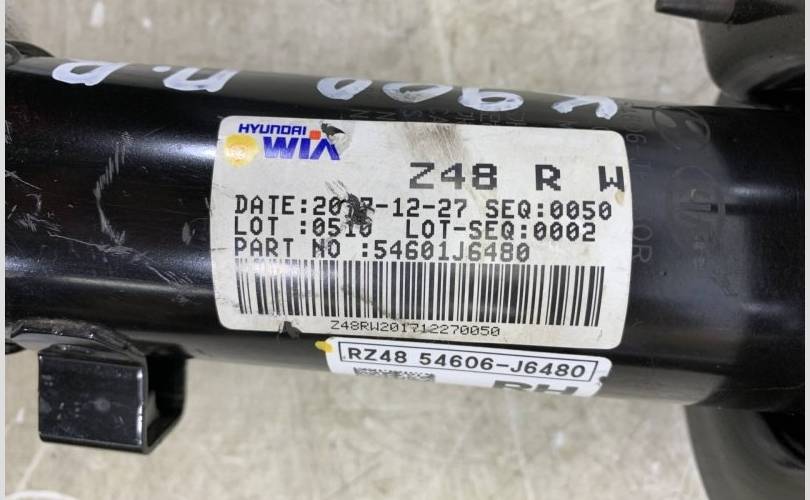 HYUNDAI
WIA
Z48 R W
DATE:2017-12-27 SEQ:0050
LOT :0510 LOT-SEQ:0002
PART NO :54601J6480
Z48RW201712270050
RZ48 54606-J6480
RH